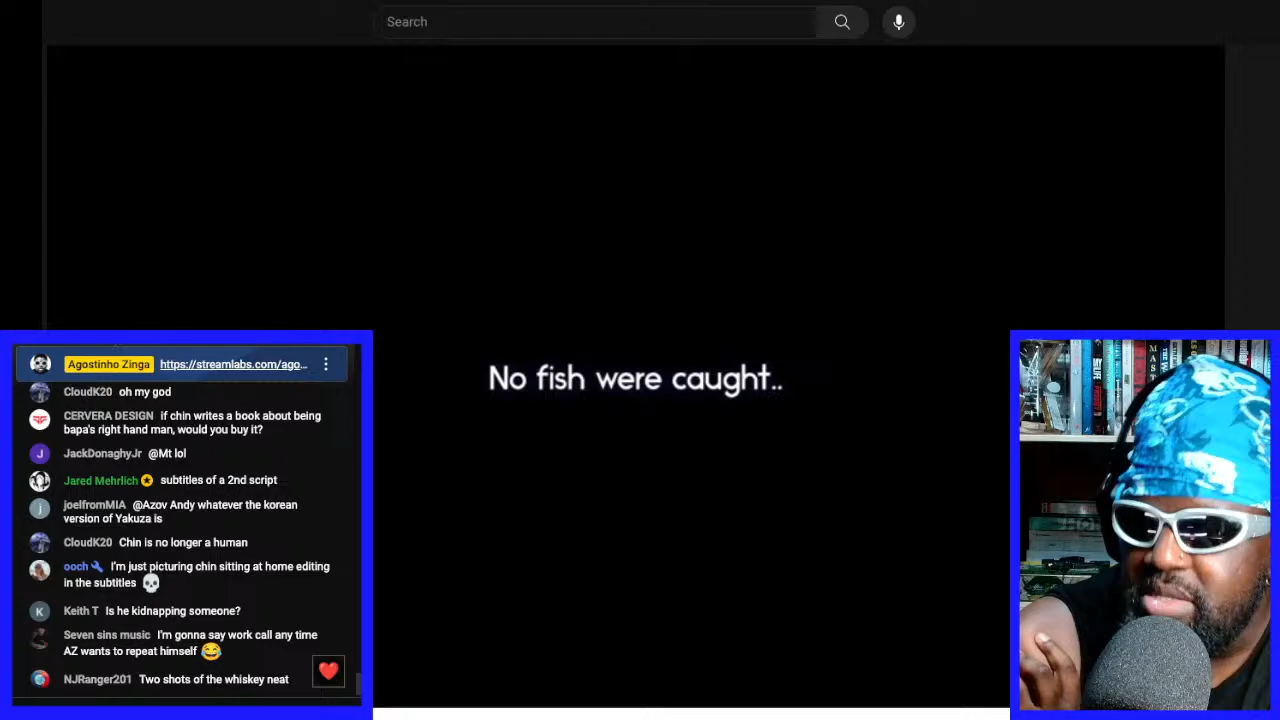 Search
No fish were caught..
Agostinho Zinga https://streamlabs.com/ago...
CloudK20 oh my god
CERVERA DESIGN if chin writes a book about being
bapa's right hand man, would you buy it?
J JackDonaghyJr @Mt lol
Jared Mehrlich subtitles of a 2nd script
j joelfromMIA @Azov Andy whatever the korean
version of Yakuza is
CloudK20 Chin is no longer a human
ooch I'm just picturing chin sitting at home editing
in the subtitles 💀
K Keith T Is he kidnapping someone?
Seven sins music I'm gonna say work call any time
AZ wants to repeat himself 😂
NJRanger201 Two shots of the whiskey neat